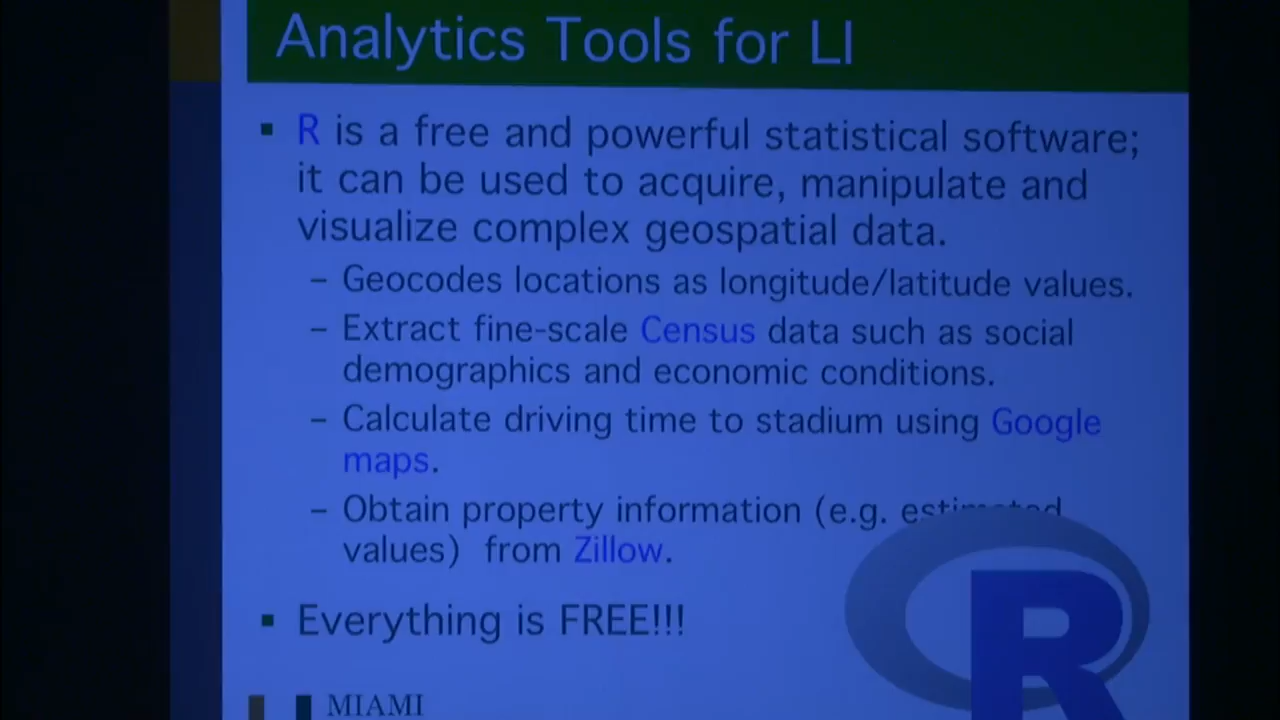 Analytics Tools for LI
▪ R is a free and powerful statistical software;
it can be used to acquire, manipulate and
visualize complex geospatial data.
– Geocodes locations as longitude/latitude values.
– Extract fine-scale Census data such as social
demographics and economic conditions.
– Calculate driving time to stadium using Google
maps.
– Obtain property information (e.g. estimated
values) from Zillow.
▪ Everything is FREE!!!
R
MIAMI